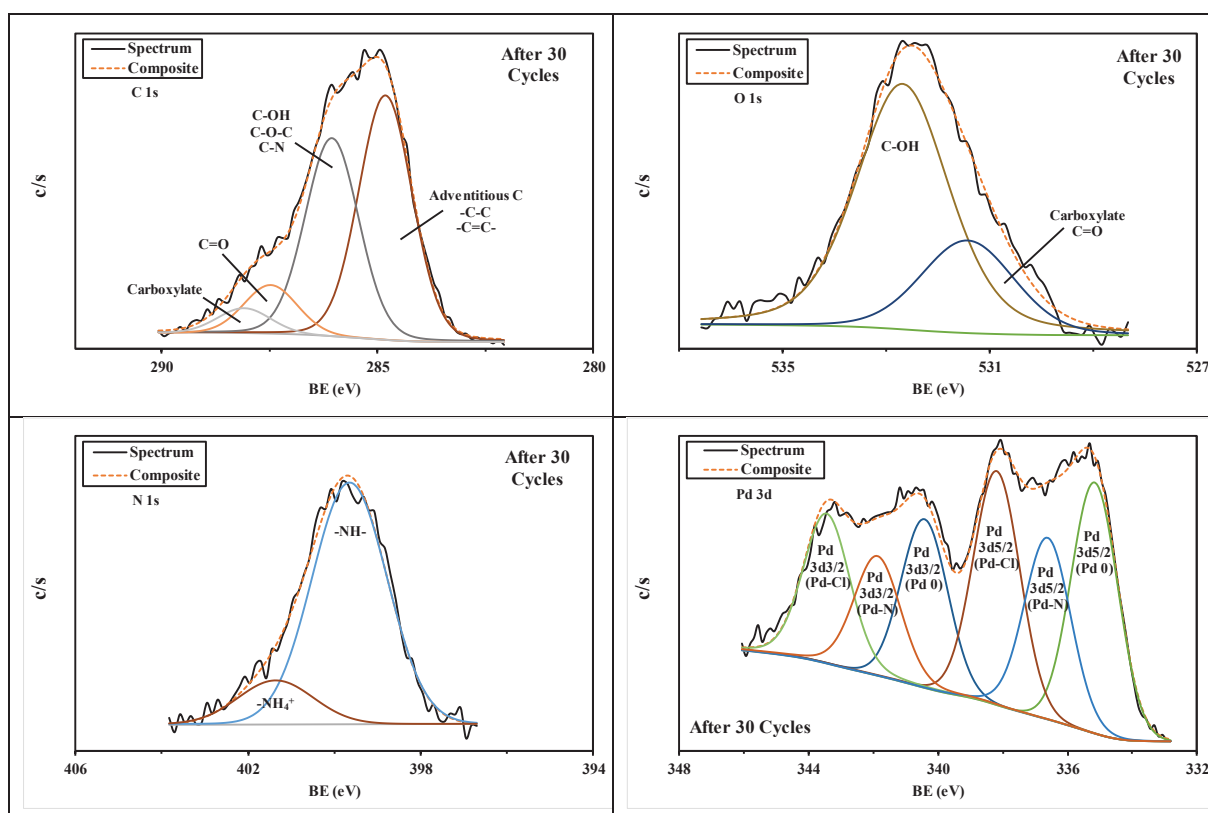 Spectrum
Composite
C 1s
After 30
Cycles
C-OH
C-O-C
C-N
Adventitious C
-C-C
-C=C-
C=O
Carboxylate
c/s
290
285
280
BE (eV)
Spectrum
Composite
O 1s
After 30
Cycles
C-OH
Carboxylate
C=O
c/s
535
531
527
BE (eV)
Spectrum
Composite
N 1s
After 30
Cycles
-NH-
-NH₄⁺
c/s
406
402
398
394
BE (eV)
Spectrum
Composite
Pd 3d
Pd
3d3/2
(Pd-Cl)
Pd
3d3/2
(Pd-N)
Pd
3d3/2
(Pd 0)
Pd
3d5/2
(Pd-Cl)
Pd
3d5/2
(Pd-N)
Pd
3d5/2
(Pd 0)
After 30 Cycles
c/s
348
344
340
336
332
BE (eV)